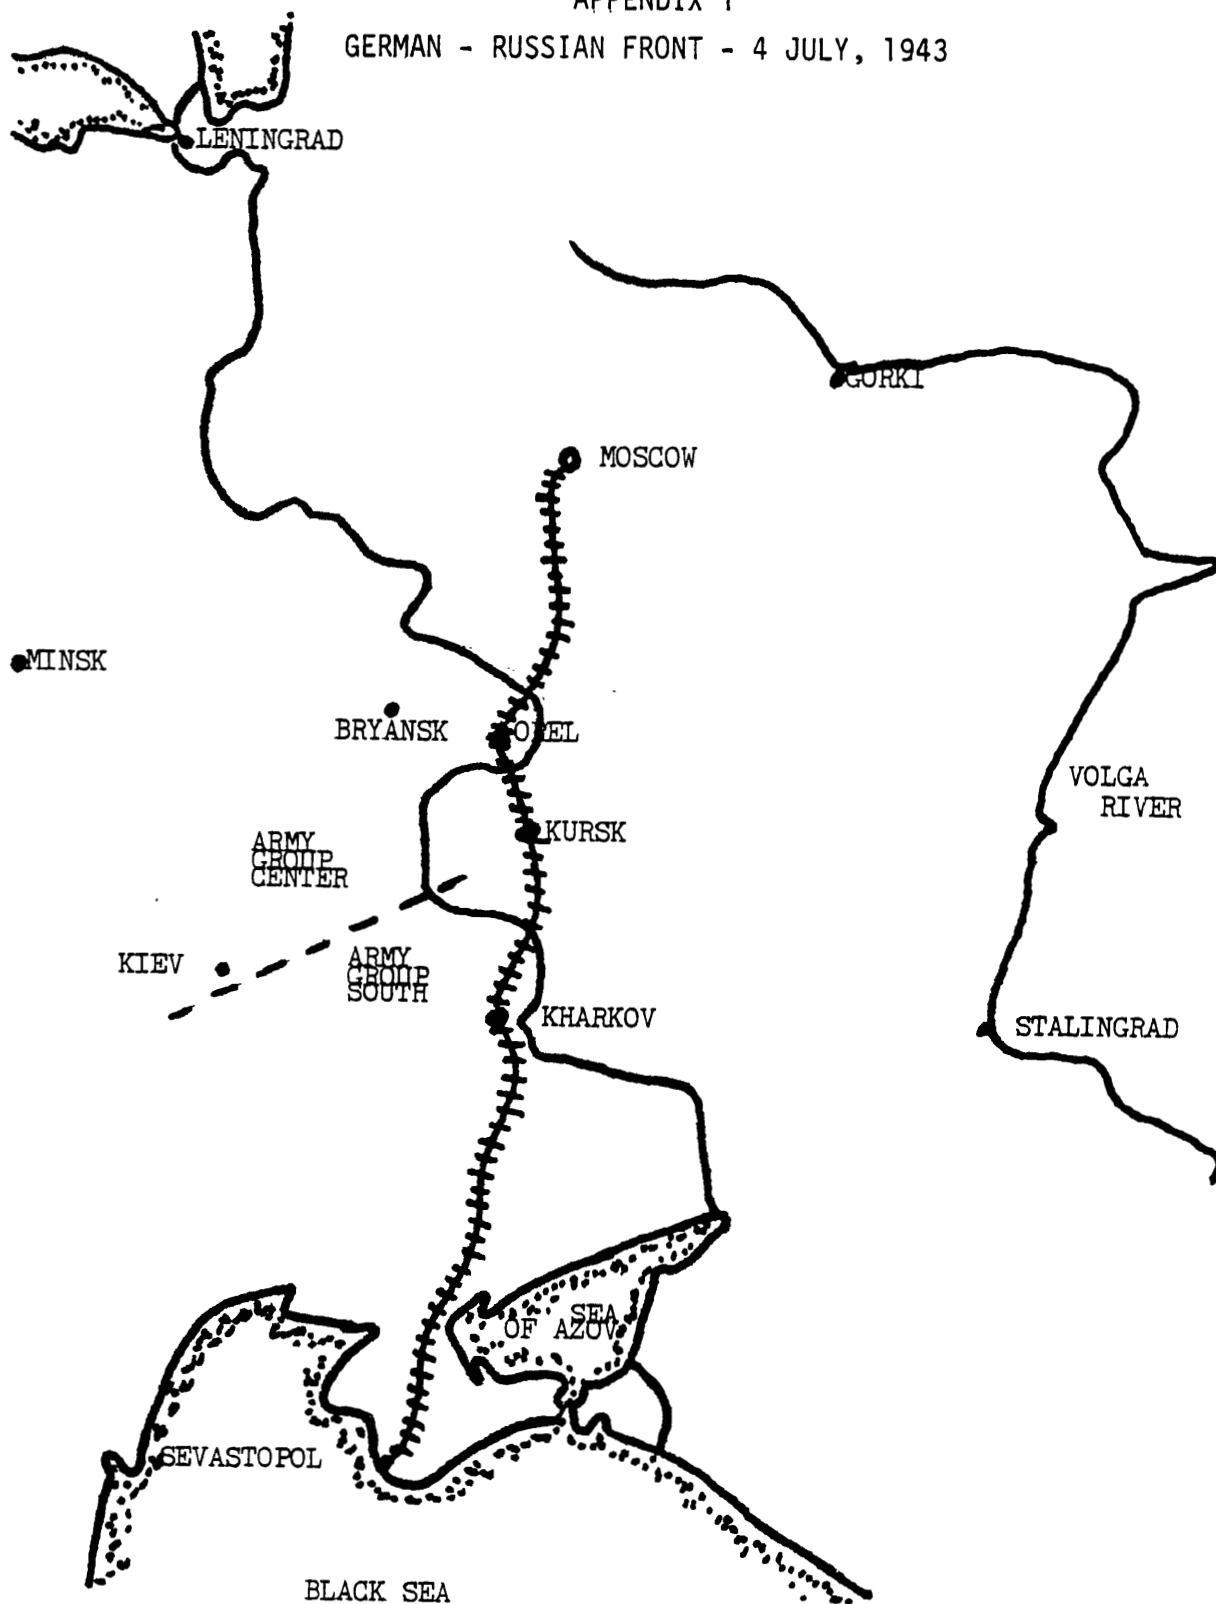 APPENDIX
GERMAN - RUSSIAN FRONT - 4 JULY, 1943
LENINGRAD
GORKI
MOSCOW
MINSK
BRYANSK
OREL
VOLGA
RIVER
KURSK
ARMY
GROUP
CENTER
KIEV
ARMY
GROUP
SOUTH
KHARKOV
STALINGRAD
SEA
OF AZOV
SEVASTOPOL
BLACK SEA